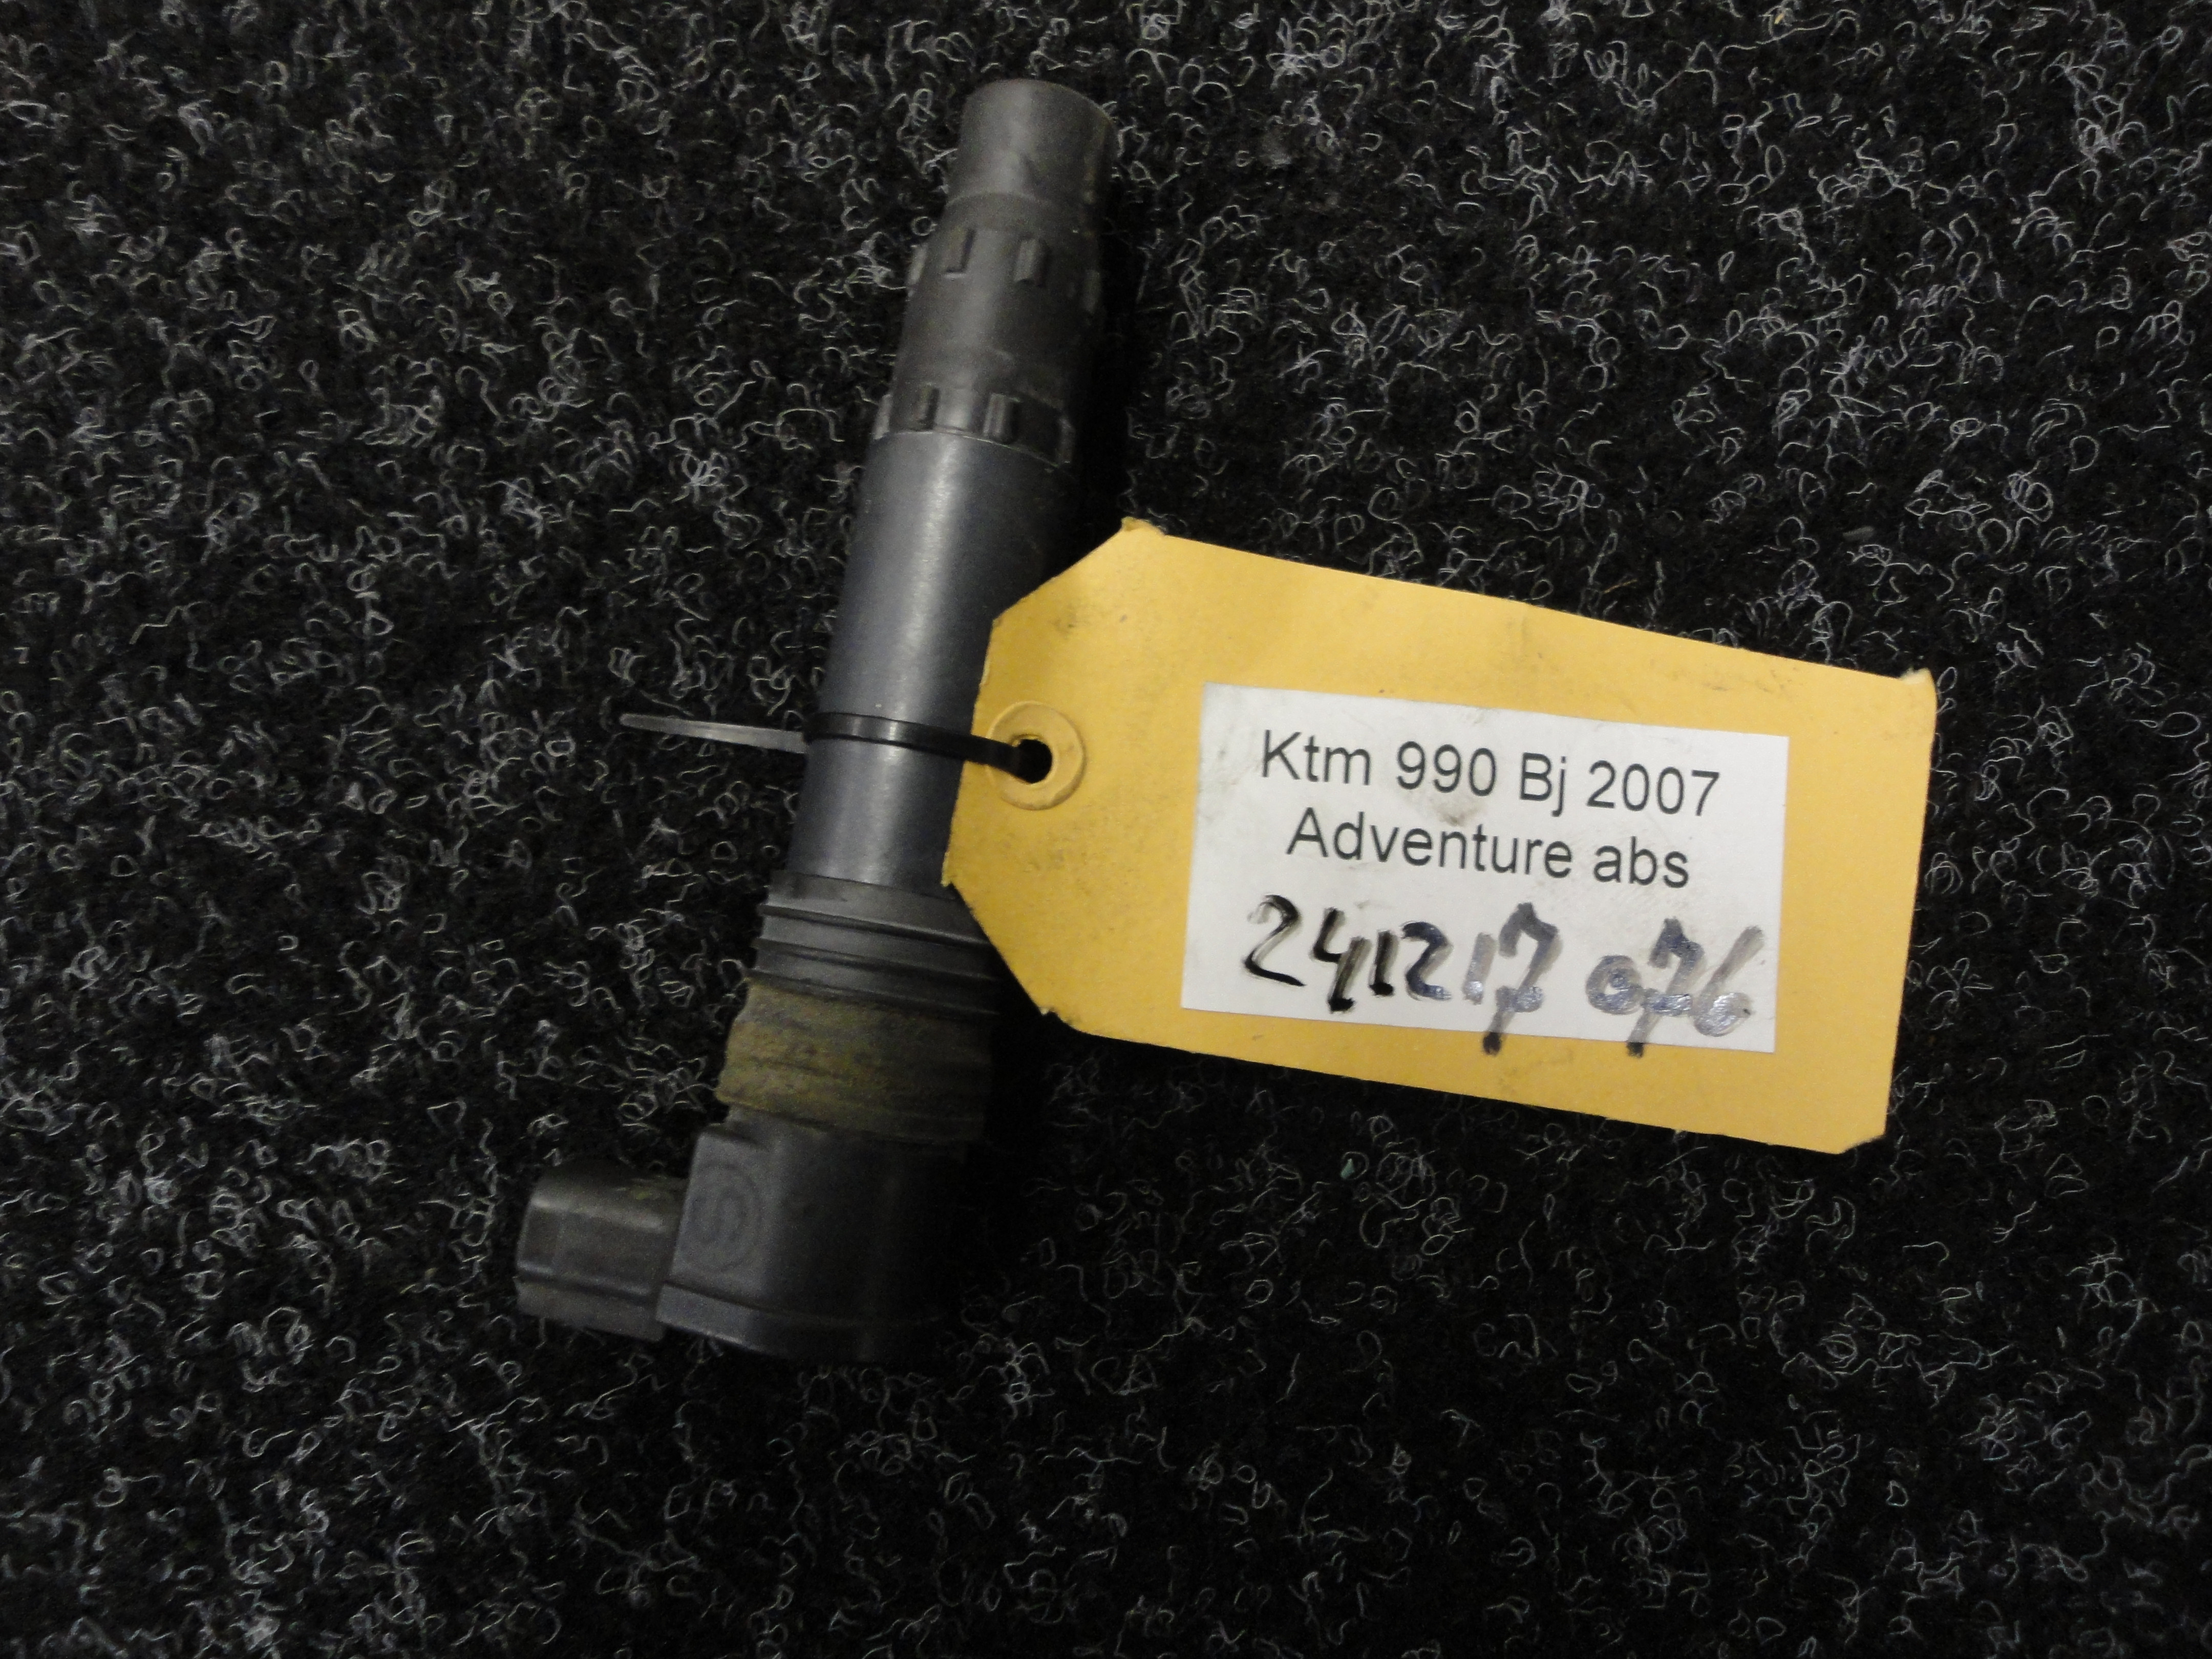 Ktm 990 Bj 2007
Adventure abs
241217 076